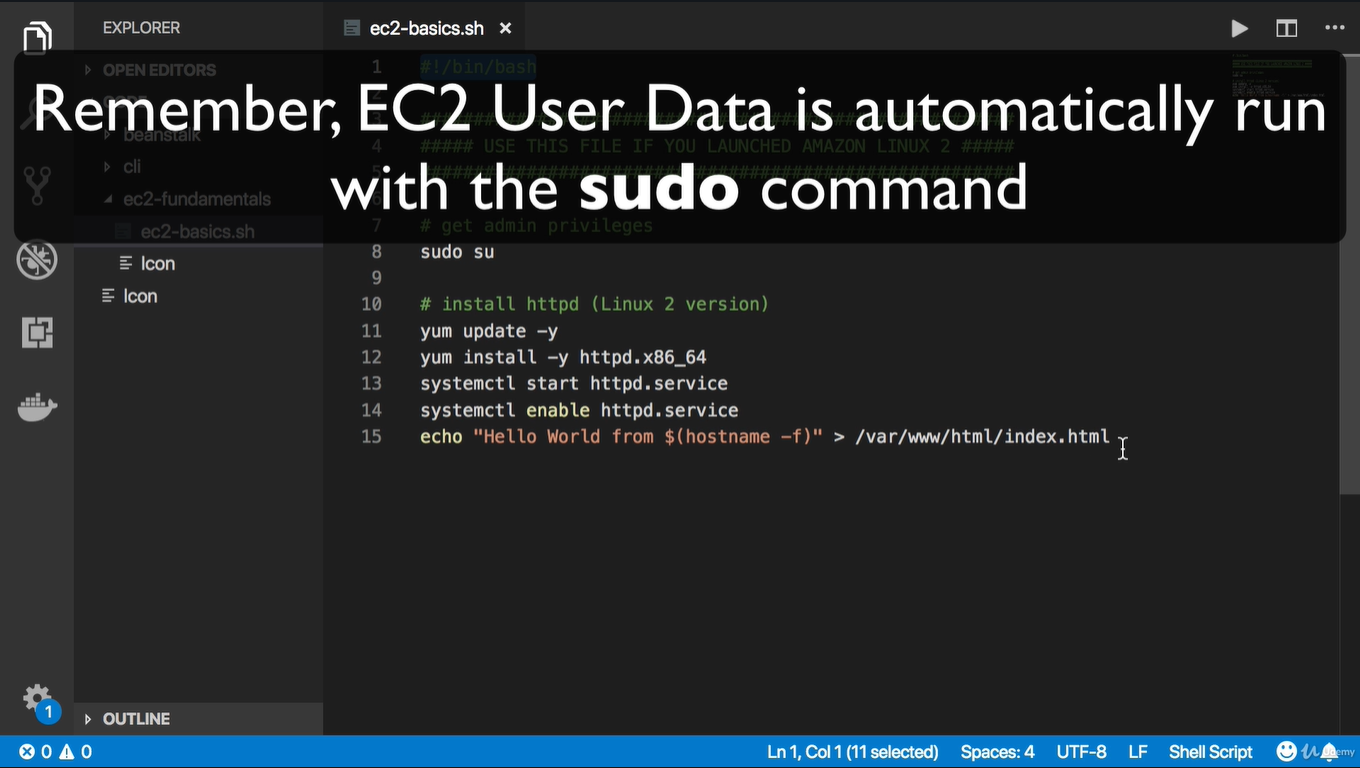 EXPLORER
ec2-basics.sh
OPEN EDITORS
Remember, EC2 User Data is automatically run
with the sudo command
beanstalk
cli
ec2-fundamentals
ec2-basics.sh
Icon
Icon
OUTLINE
1 #!/bin/bash
4 ##### USE THIS FILE IF YOU LAUNCHED AMAZON LINUX 2 #####
7 # get admin privileges
8 sudo su
9
10 # install httpd (Linux 2 version)
11 yum update -y
12 yum install -y httpd.x86_64
13 systemctl start httpd.service
14 systemctl enable httpd.service
15 echo "Hello World from $(hostname -f)" > /var/www/html/index.html
1
0 0
Ln 1, Col 1 (11 selected) Spaces: 4 UTF-8 LF Shell Script
udemy